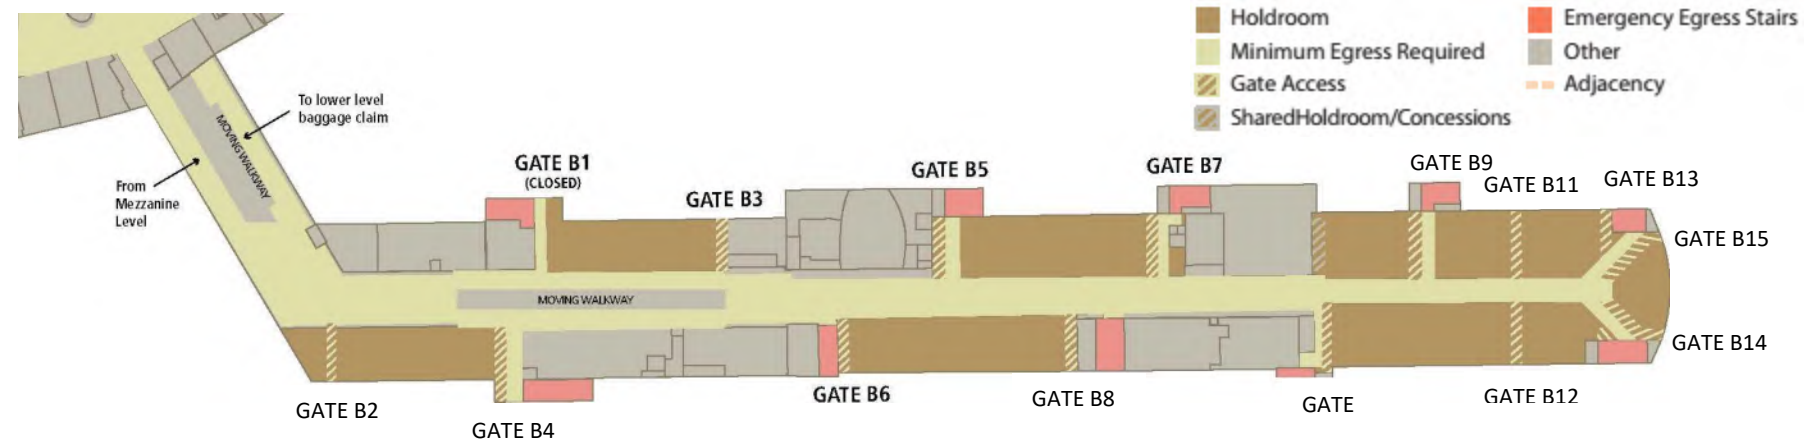 Holdroom
Emergency Egress Stairs
Minimum Egress Required
Other
Gate Access
Adjacency
SharedHoldroom/Concessions
To lower level
baggage claim
MOVING WALKWAY
From
Mezzanine
Level
GATE B1
(CLOSED)
GATE B3
GATE B5
GATE B7
GATE B9
GATE B11
GATE B13
GATE B15
MOVING WALKWAY
GATE B14
GATE B2
GATE B4
GATE B6
GATE B8
GATE
GATE B12